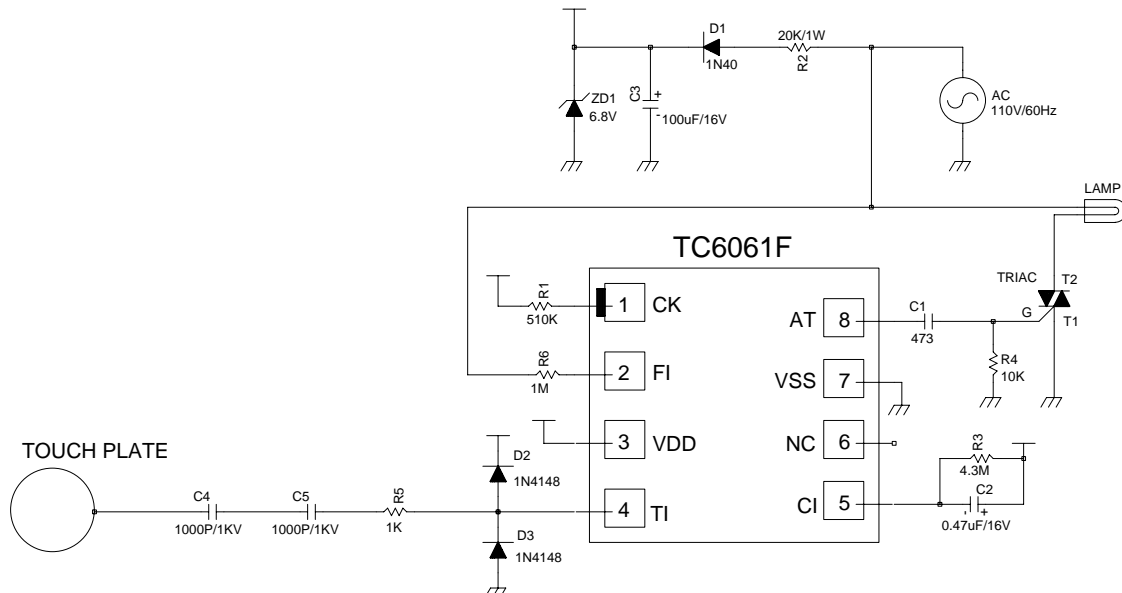 D1
1N40
20K/1W
R2
ZD1
6.8V
C3
+
-
100uF/16V
AC
110V/60Hz
LAMP
TC6061F
TRIAC
T2
G
T1
R1
510K
1
CK
AT
8
C1
473
R4
10K
R6
1M
2
FI
VSS
7
3
VDD
NC
6
R3
4.3M
TOUCH PLATE
D2
1N4148
C4
1000P/1KV
C5
1000P/1KV
R5
1K
4
TI
CI
5
C2
- +
0.47uF/16V
D3
1N4148